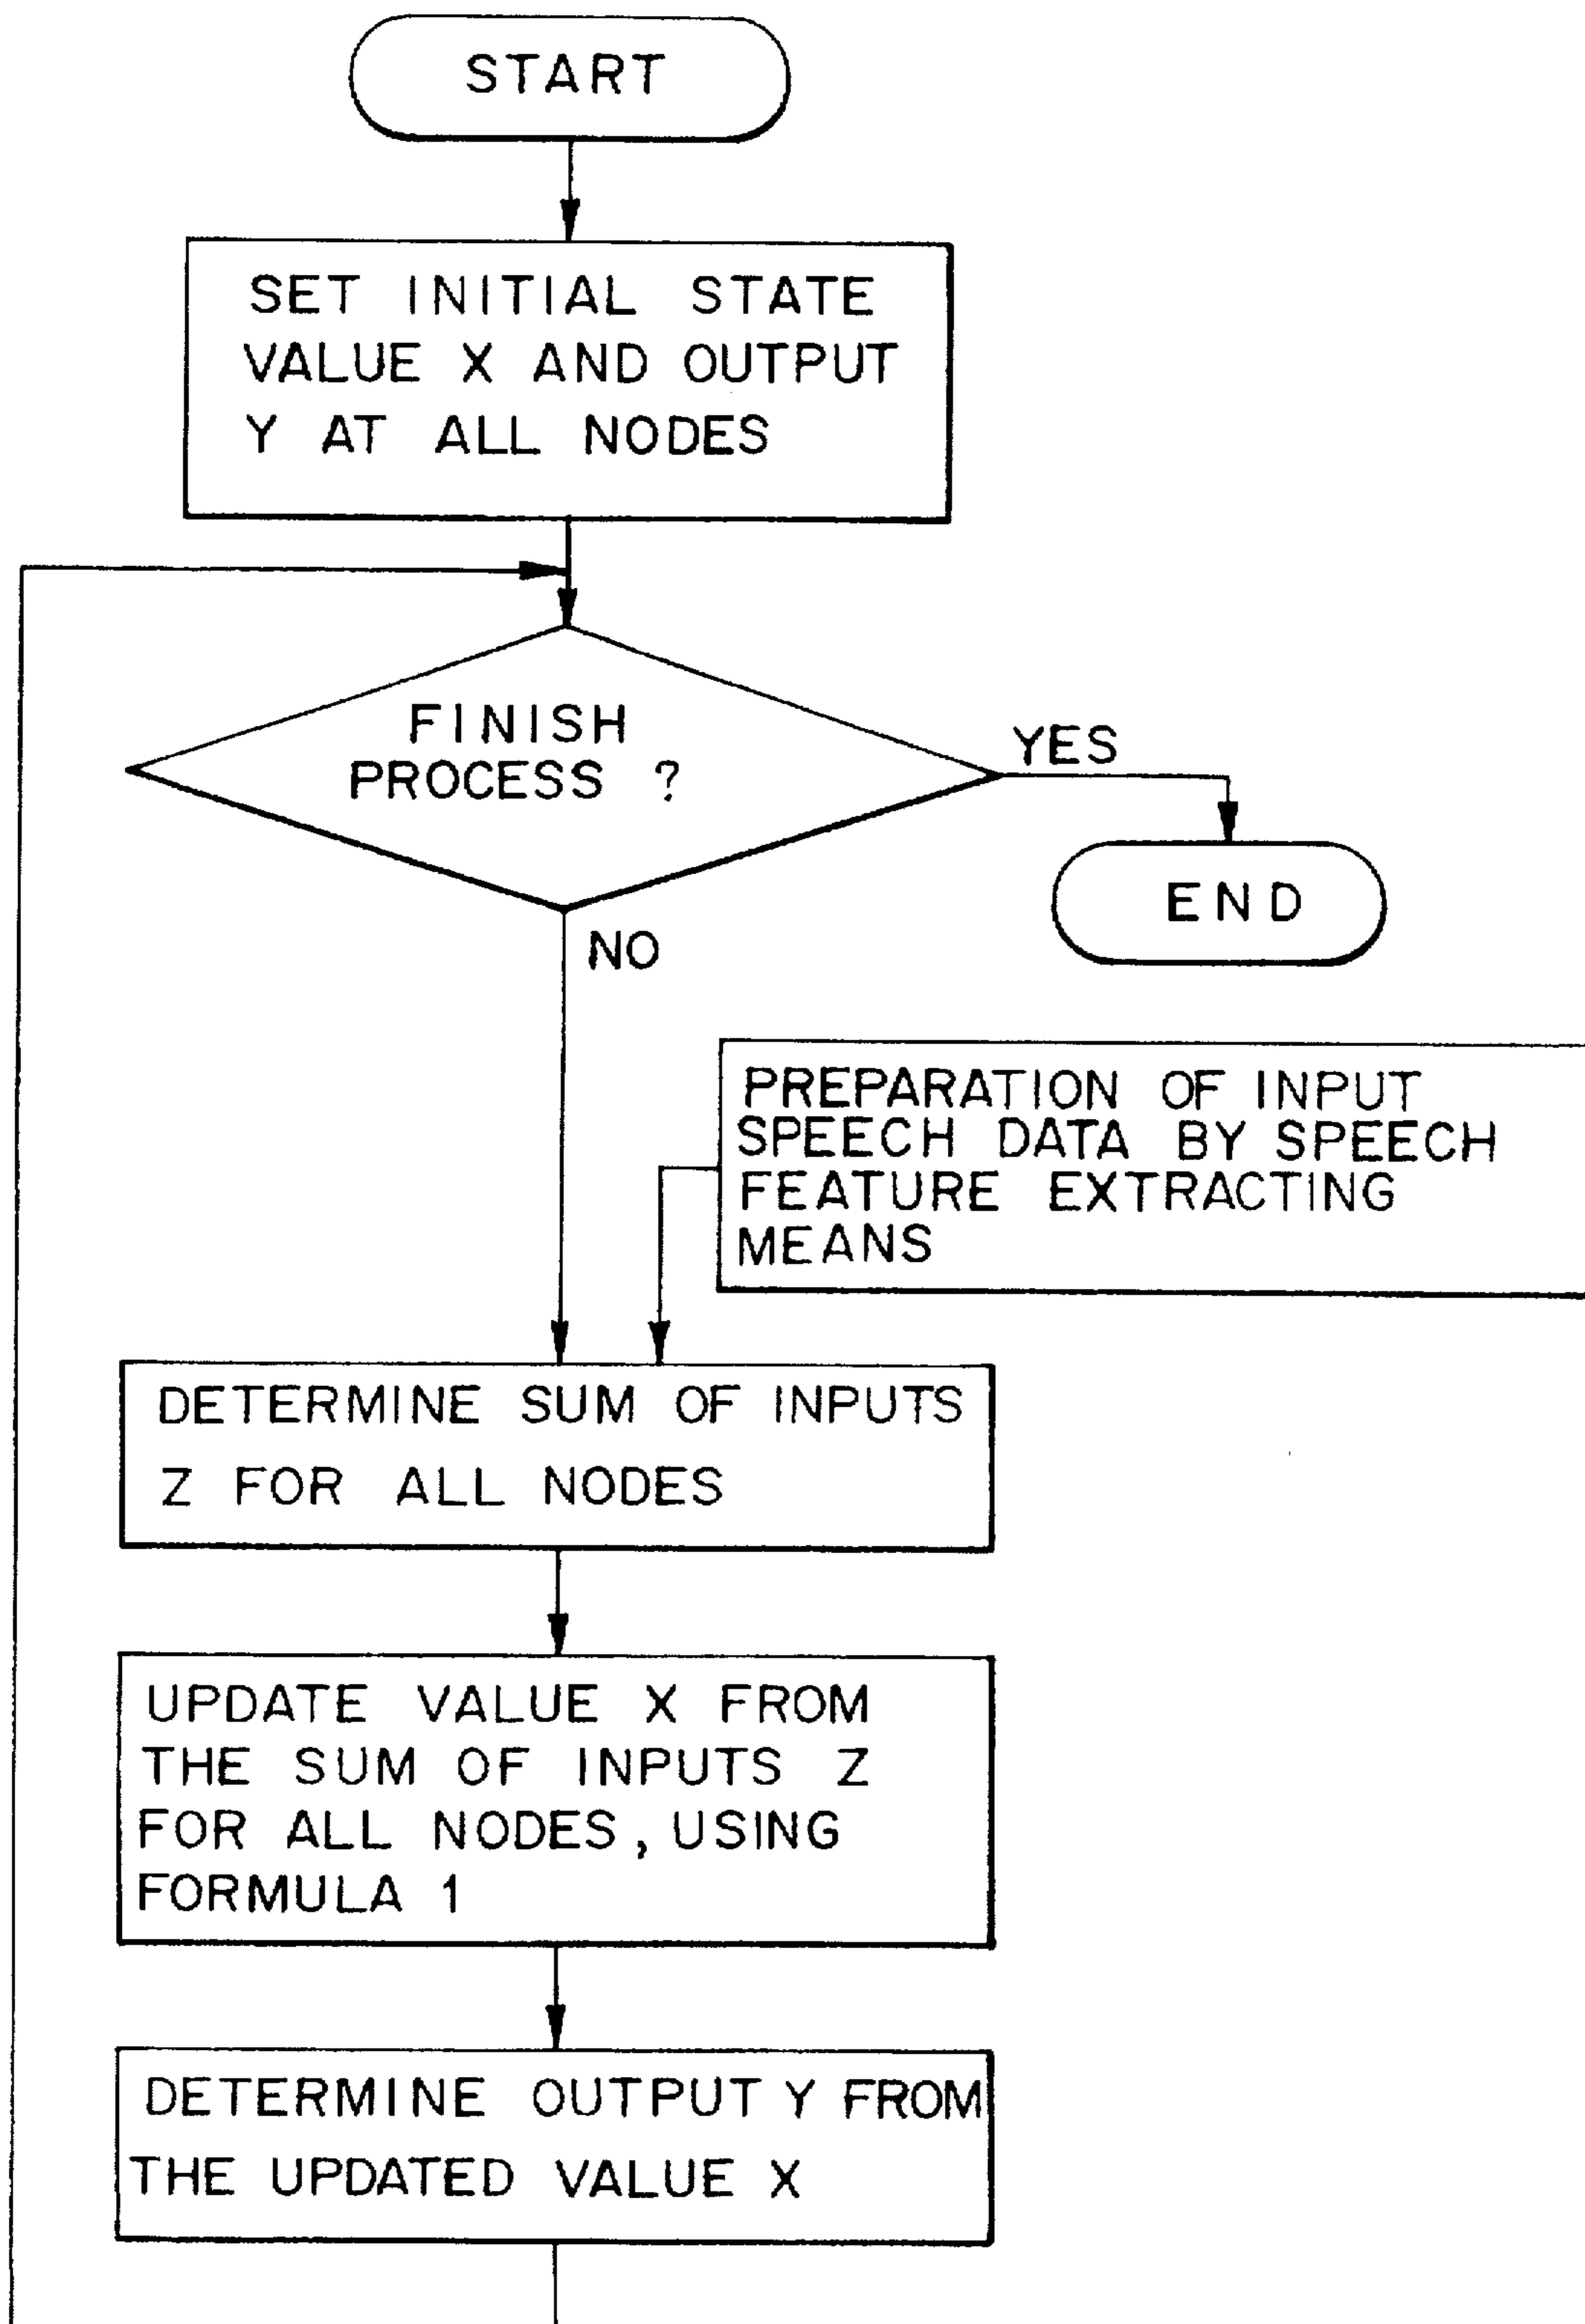 START
SET INITIAL STATE
VALUE X AND OUTPUT
Y AT ALL NODES
FINISH
PROCESS ?
YES
END
NO
PREPARATION OF INPUT
SPEECH DATA BY SPEECH
FEATURE EXTRACTING
MEANS
DETERMINE SUM OF INPUTS
Z FOR ALL NODES
UPDATE VALUE X FROM
THE SUM OF INPUTS Z
FOR ALL NODES, USING
FORMULA 1
DETERMINE OUTPUT Y FROM
THE UPDATED VALUE X